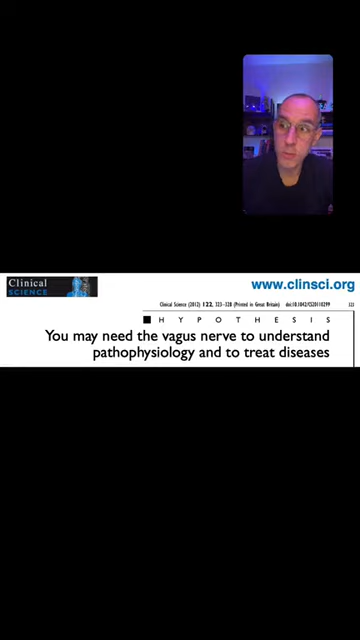 Clinical
SCIENCE
www.clinsci.org
Clinical Science (2012) 122, 323–328 (Printed in Great Britain) doi:10.1042/CS20110299
323
HYPOTHESIS
You may need the vagus nerve to understand
pathophysiology and to treat diseases